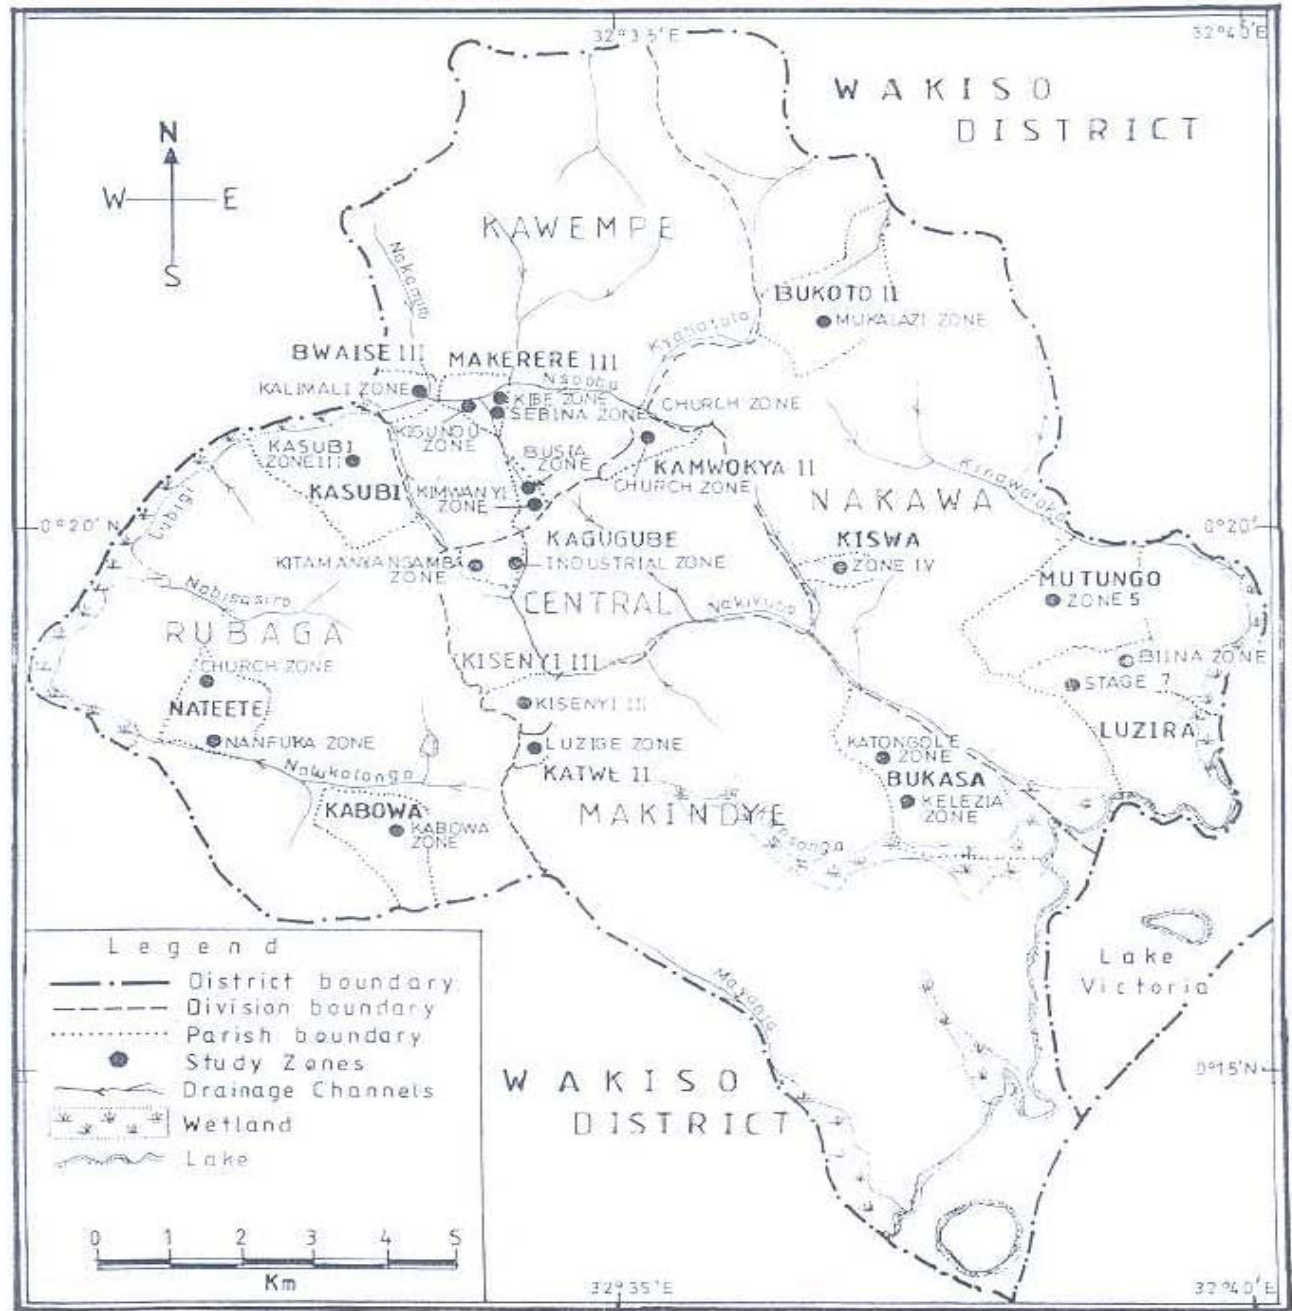 32°35'E
32°40'E
WAKISO
DISTRICT
N
W
E
S
KAWEMPE
Nakamiro
BUKOTO II
MUKALAZI ZONE
Kyabatola
BWAISE III
MAKERERE III
Nsooba
KALIMALI ZONE
KIBE ZONE
CHURCH ZONE
SEBINA ZONE
KIGUNDU
ZONE
KASUBI
ZONE III
BUSIA
ZONE
KAMWOKYA II
CHURCH ZONE
Kinawataka
KASUBI
KIMWANYI
ZONE
NAKAWA
Lubigi
0°20'N
0°20'
KAGUGUBE
INDUSTRIAL ZONE
KISWA
ZONE IV
KITAMANYANGAMBA
ZONE
MUTUNGO
ZONE 5
Nabisasiro
CENTRAL
Nakivubo
RUBAGA
CHURCH ZONE
KISENYI III
BIINA ZONE
STAGE 7
NATEETE
KISENYI III
LUZIRA
NANFUKA ZONE
LUZIGE ZONE
KATONGOLE
ZONE
Nalukolongo
KATWE II
BUKASA
KELEZIA
ZONE
KABOWA
KABOWA
ZONE
MAKINDYE
Legend
District boundary
Division boundary
Parish boundary
Study Zones
Drainage Channels
Wetland
Lake
0 1 2 3 4 5
Km
Mayanja
Lake
Victoria
WAKISO
DISTRICT
0°15'N
32°35'E
32°40'E